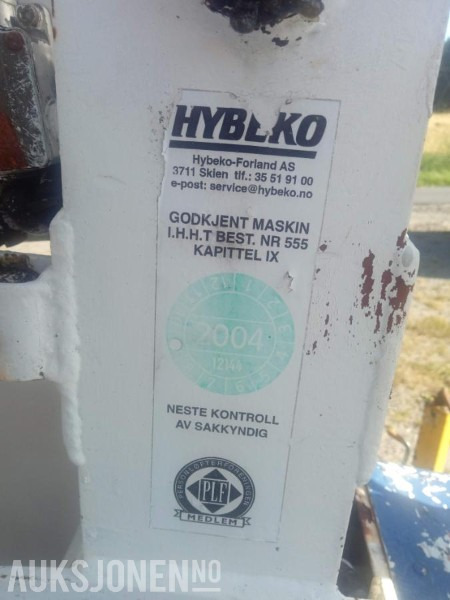 HYBEKO
Hybeko-Forland AS
3711 Skien tlf.: 35 51 91 00
e-post: service@hybeko.no
GODKJENT MASKIN
I.H.H.T BEST. NR 555
KAPITTEL IX
2004
NESTE KONTROLL
AV SAKKYNDIG
PERSONLØFTERFORENINGEN
PLF
MEDLEM
AUKSJONEN.NO